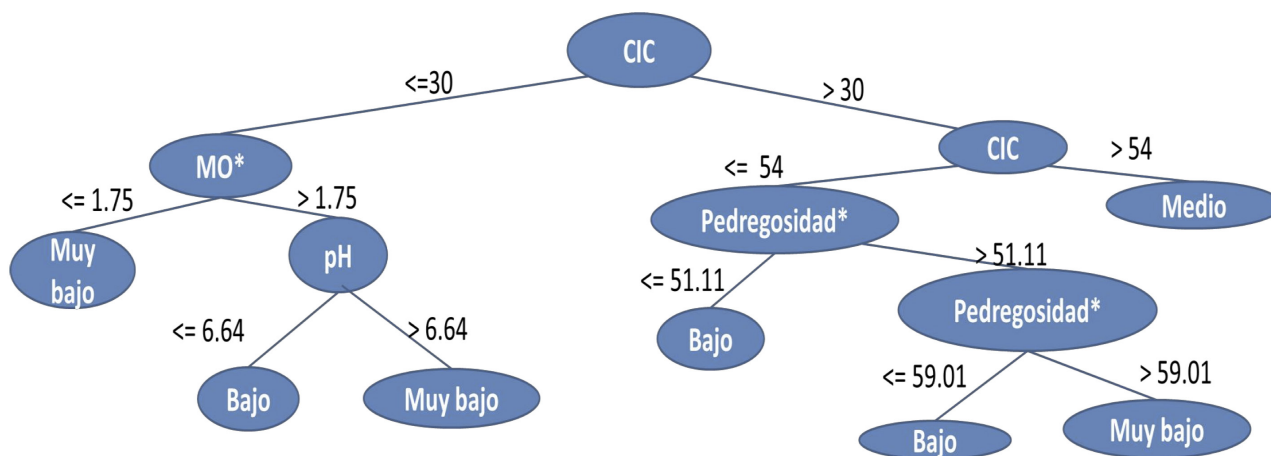 CIC
<=30
> 30
MO*
CIC
<= 1.75
> 1.75
<= 54
> 54
Muy
bajo
pH
Pedregosidad*
Medio
<= 6.64
> 6.64
<= 51.11
> 51.11
Bajo
Muy bajo
Bajo
Pedregosidad*
<= 59.01
> 59.01
Bajo
Muy bajo